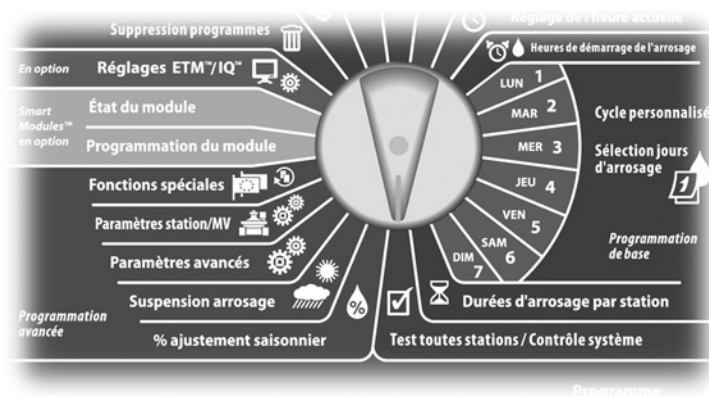 Réglage de l'heure actuelle
Suppression programmes
Heures de démarrage de l'arrosage
En option
Réglages ETM™/IQ™
LUN 1
Smart
Modules™
en option
État du module
MAR 2
Cycle personnalisé
Programmation du module
MER 3
Sélection jours
d'arrosage
1
Fonctions spéciales
JEU 4
Paramètres station/MV
VEN
5
Programmation
de base
SAM
6
Paramètres avancés
DIM
7
Suspension arrosage
Durées d'arrosage par station
Programmation
avancée
%
% ajustement saisonnier
Test toutes stations / Contrôle système
Programme